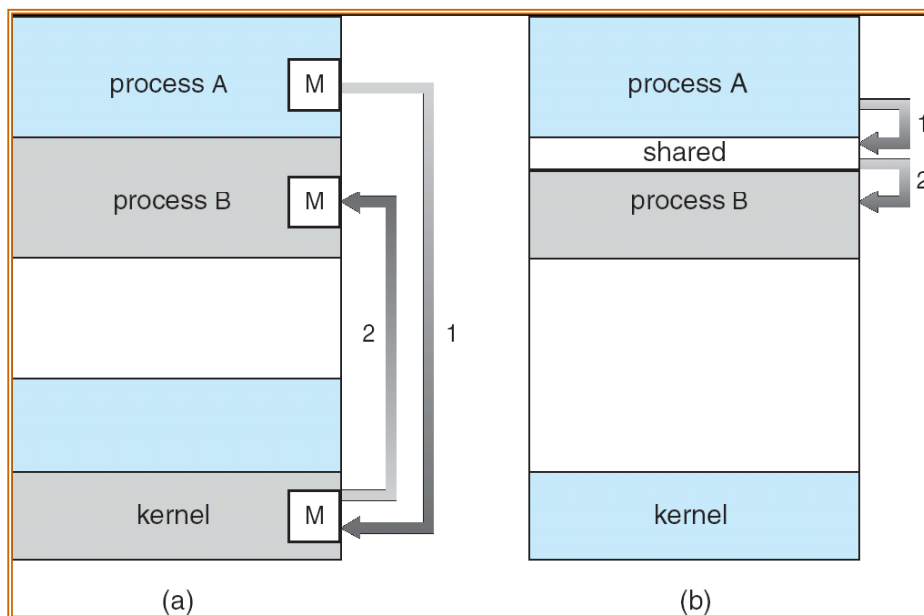 process A
M
process B
M
2
1
kernel
M
(a)
process A
1
shared
2
process B
kernel
(b)